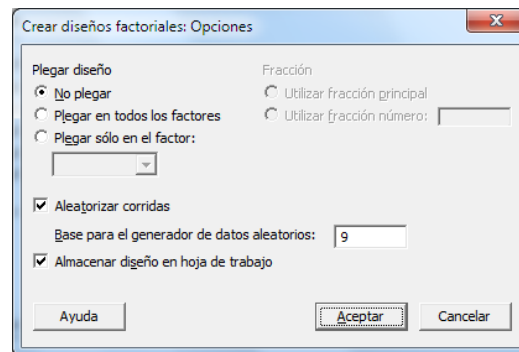 Crear diseños factoriales: Opciones
Plegar diseño
No plegar
Plegar en todos los factores
Plegar sólo en el factor:
Fracción
Utilizar fracción principal
Utilizar fracción número:
Aleatorizar corridas
Base para el generador de datos aleatorios: 9
Almacenar diseño en hoja de trabajo
Ayuda
Aceptar
Cancelar